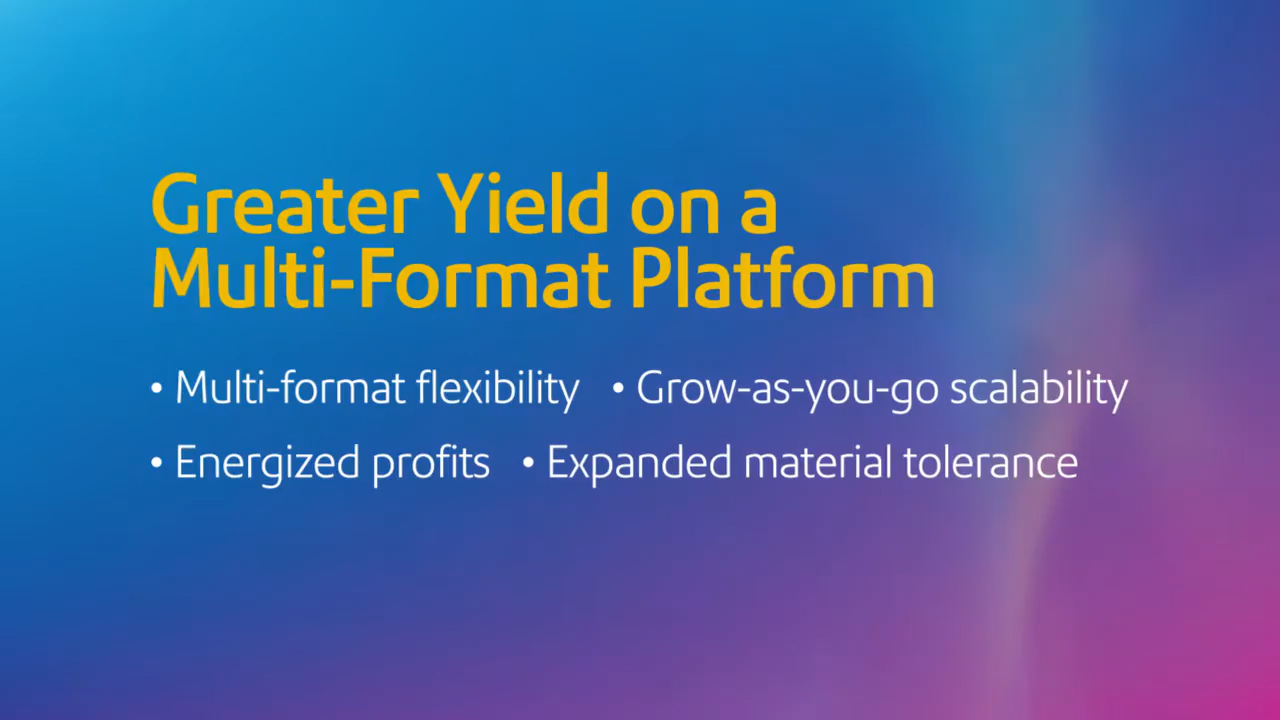 Greater Yield on a
Multi-Format Platform
• Multi-format flexibility • Grow-as-you-go scalability
• Energized profits • Expanded material tolerance